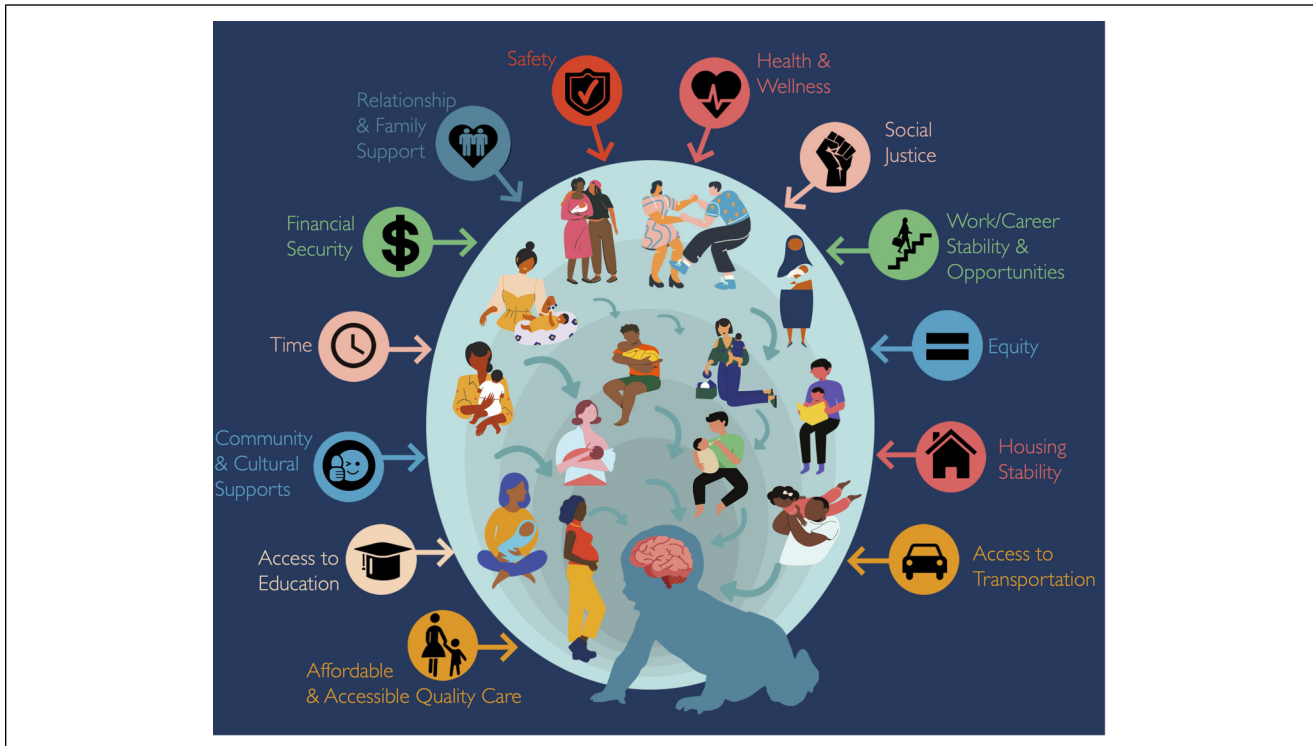 Safety
Health &
Wellness
Relationship
& Family
Support
Social
Justice
Financial
Security
$
Work/Career
Stability &
Opportunities
Time
Equity
Community
& Cultural
Supports
Housing
Stability
Access to
Education
Access to
Transportation
Affordable
& Accessible Quality Care